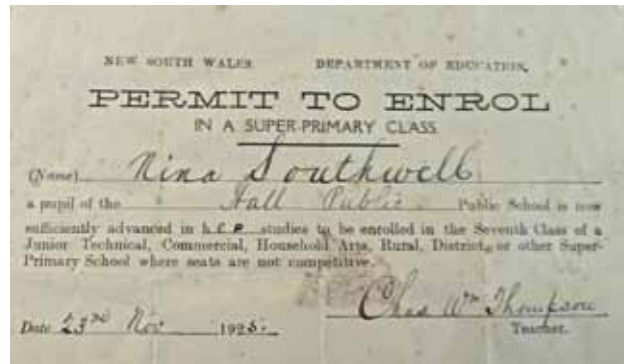 NEW SOUTH WALES. DEPARTMENT OF EDUCATION.
PERMIT TO ENROL
IN A SUPER-PRIMARY CLASS.
(Name) Nina Southwell
a pupil of the Hall Public Public School is now
sufficiently advanced in h C P studies to be enrolled in the Seventh Class of a
Junior Technical, Commercial, Household Arts, Rural, District, or other Super-
Primary School where seats are not competitive.
Chas Wm Thompson
Date 23rd Nov 1925.
Teacher.